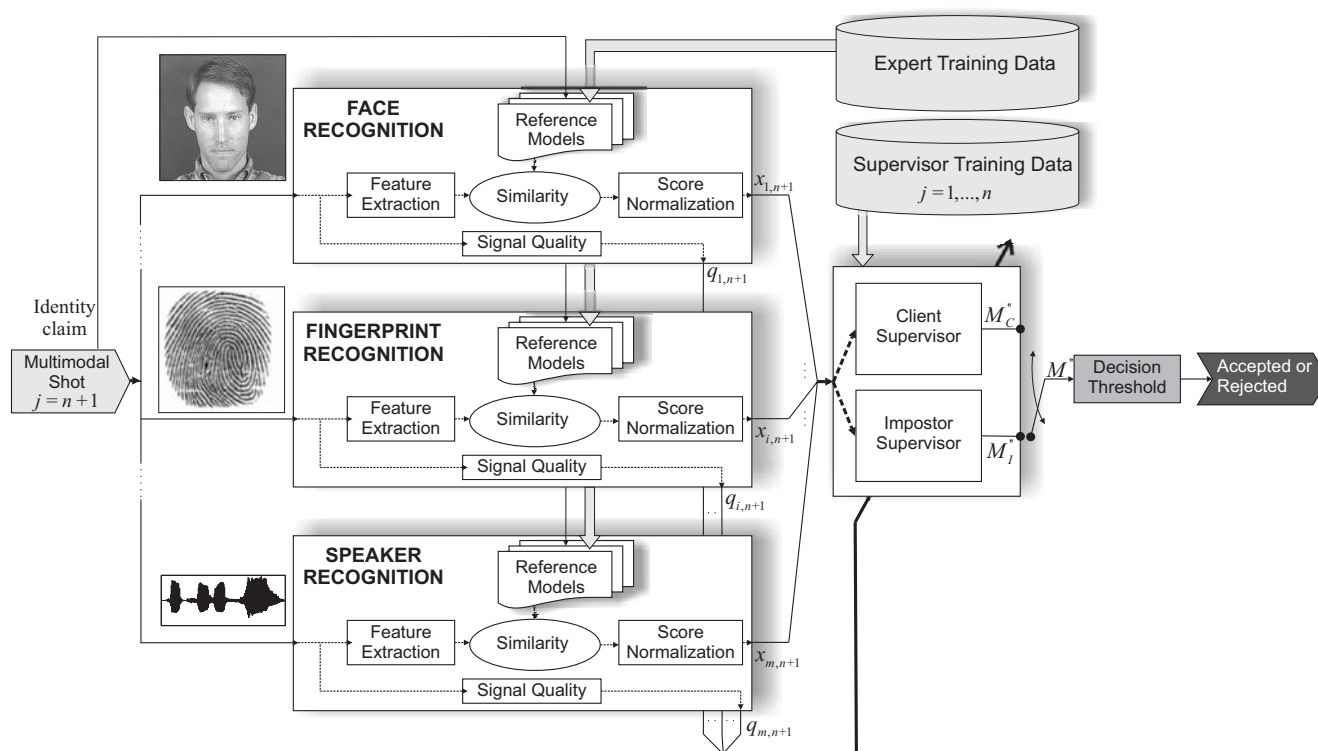 Expert Training Data
Supervisor Training Data
j = 1,..., n
FACE
RECOGNITION
Reference
Models
Feature
Extraction
Similarity
Score
Normalization
x1,n+1
Signal Quality
q1,n+1
Identity
claim
Multimodal
Shot
j = n + 1
FINGERPRINT
RECOGNITION
Reference
Models
Feature
Extraction
Similarity
Score
Normalization
xi,n+1
Signal Quality
qi,n+1
SPEAKER
RECOGNITION
Reference
Models
Feature
Extraction
Similarity
Score
Normalization
xm,n+1
Signal Quality
qm,n+1
Client
Supervisor
M"C
Impostor
Supervisor
M"I
M"
Decision
Threshold
Accepted or
Rejected